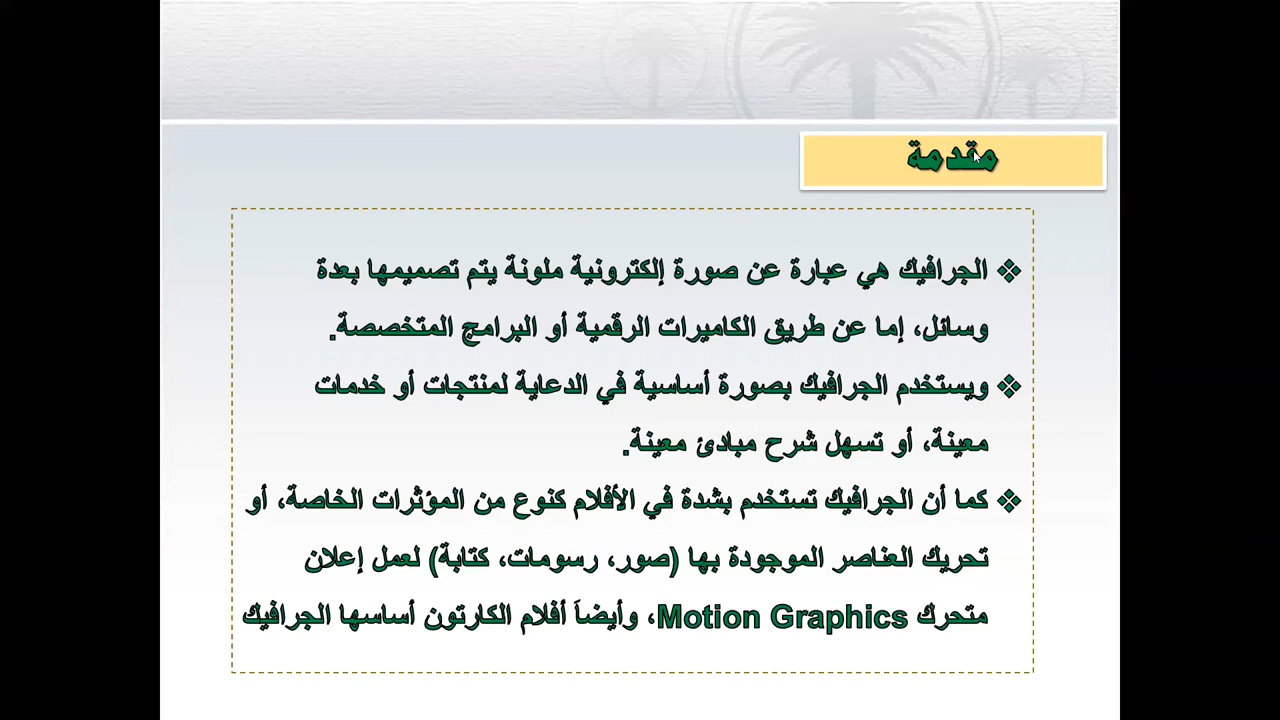 مقدمة
❖ الجرافيك هي عبارة عن صورة إلكترونية ملونة يتم تصميمها بعدة
وسائل، إما عن طريق الكاميرات الرقمية أو البرامج المتخصصة.
❖ ويستخدم الجرافيك بصورة أساسية في الدعاية لمنتجات أو خدمات
معينة، أو تسهل شرح مبادئ معينة.
❖ كما أن الجرافيك تستخدم بشدة في الأفلام كنوع من المؤثرات الخاصة، أو
تحريك العناصر الموجودة بها (صور، رسومات، كتابة) لعمل إعلان
متحرك Motion Graphics، وأيضاَ أفلام الكارتون أساسها الجرافيك